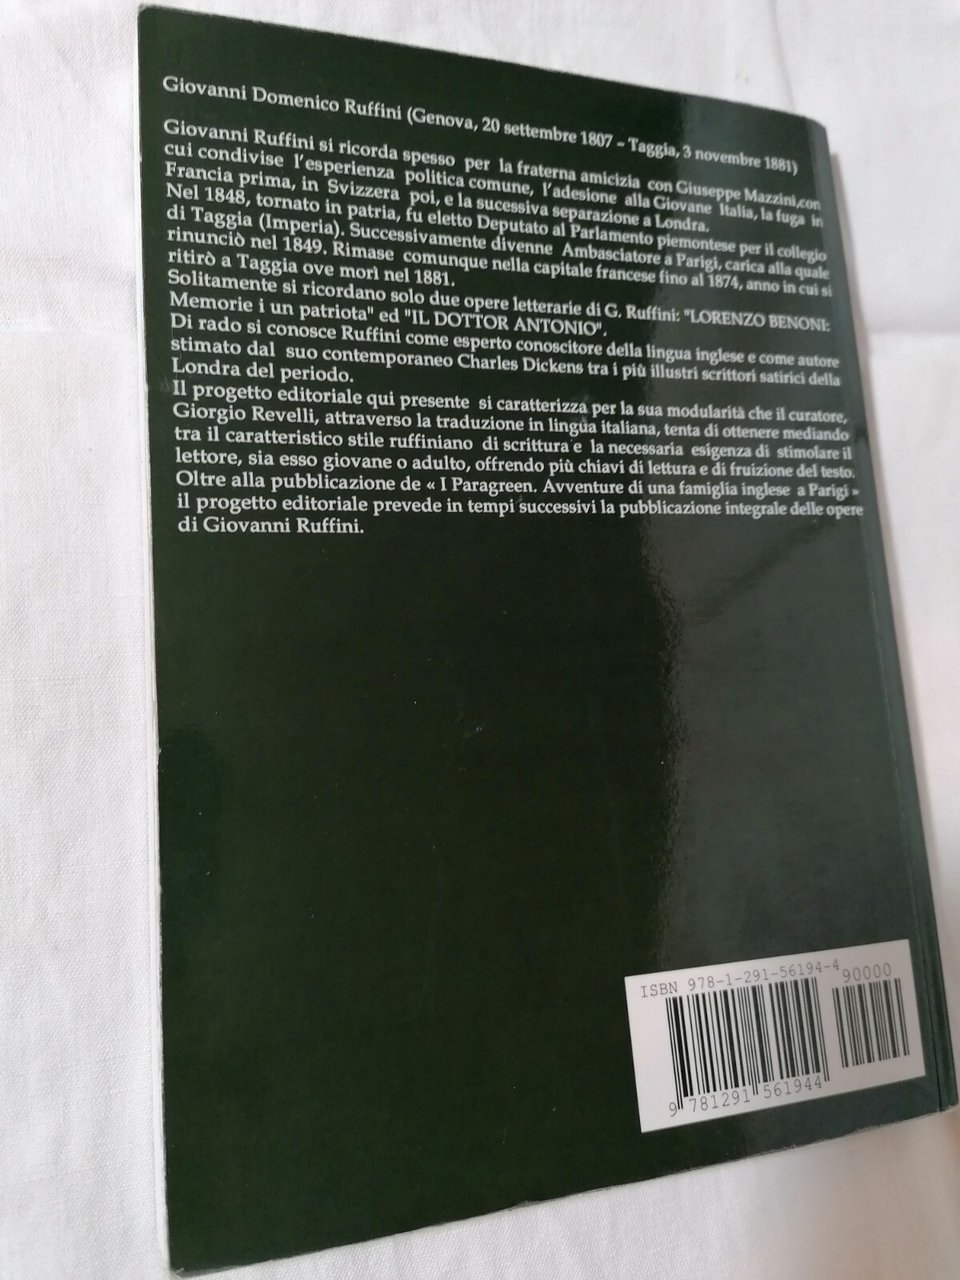 Giovanni Domenico Ruffini (Genova, 20 settembre 1807 - Taggia, 3 novembre 1881)
Giovanni Ruffini si ricorda spesso per la fraterna amicizia con Giuseppe Mazzini,con
cui condivise l'esperienza politica comune, l'adesione alla Giovane Italia, la fuga in
Francia prima, in Svizzera poi, e la sucessiva separazione a Londra.
Nel 1848, tornato in patria, fu eletto Deputato al Parlamento piemontese per il collegio
di Taggia (Imperia). Successivamente divenne Ambasciatore a Parigi, carica alla quale
rinunciò nel 1849. Rimase comunque nella capitale francese fino al 1874, anno in cui si
ritirò a Taggia ove morì nel 1881.
Solitamente si ricordano solo due opere letterarie di G. Ruffini: "LORENZO BENONI:
Memorie i un patriota" ed "IL DOTTOR ANTONIO".
Di rado si conosce Ruffini come esperto conoscitore della lingua inglese e come autore
stimato dal suo contemporaneo Charles Dickens tra i più illustri scrittori satirici della
Londra del periodo.
Il progetto editoriale qui presente si caratterizza per la sua modularità che il curatore,
Giorgio Revelli, attraverso la traduzione in lingua italiana, tenta di ottenere mediando
tra il caratteristico stile ruffiniano di scrittura e la necessaria esigenza di stimolare il
lettore, sia esso giovane o adulto, offrendo più chiavi di lettura e di fruizione del testo.
Oltre alla pubblicazione de « I Paragreen. Avventure di una famiglia inglese a Parigi »
il progetto editoriale prevede in tempi successivi la pubblicazione integrale delle opere
di Giovanni Ruffini.
ISBN 978-1-291-56194-4
90000
9 781291 561944